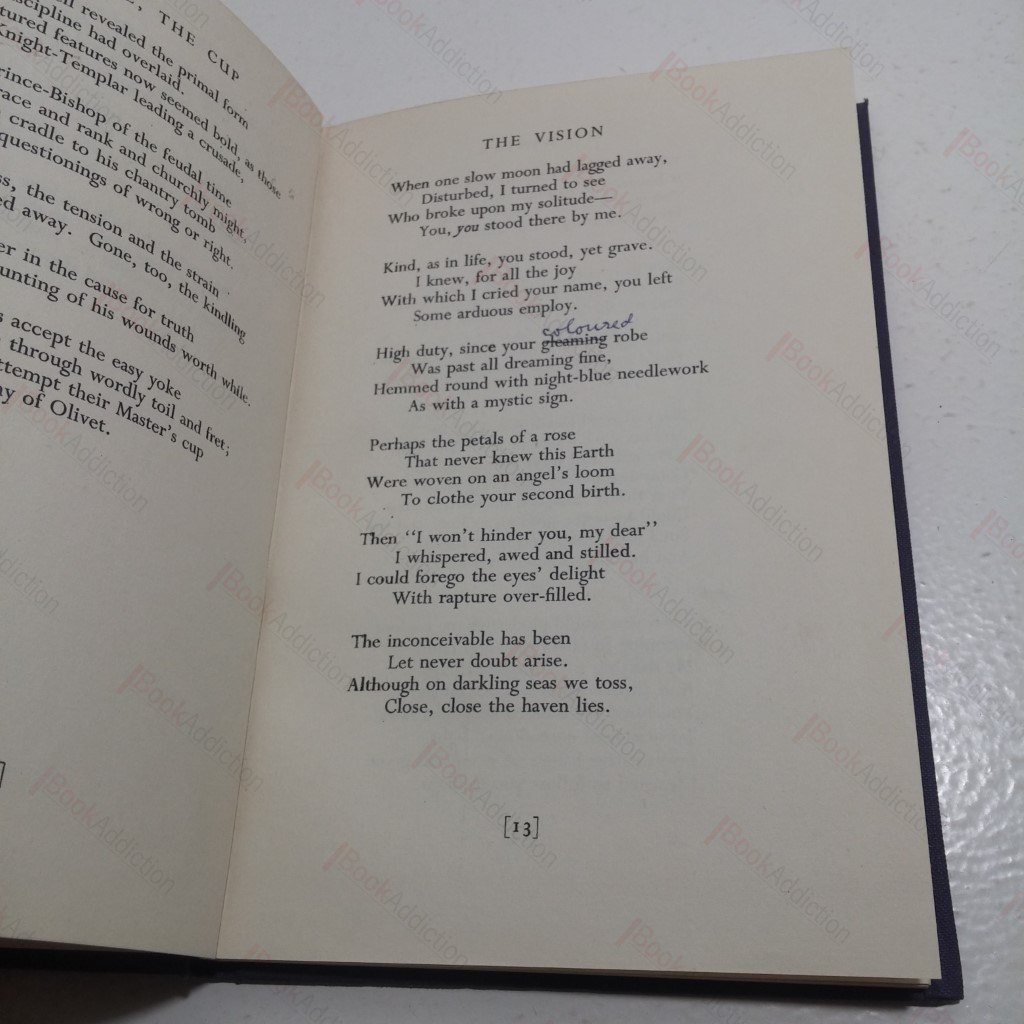 E, THE CUP
revealed the primal form
scipline had overlaid.
tured features now seemed bold, as those
Knight-Templar leading a crusade,
rince-Bishop of the feudal time
race and rank and churchly might,
cradle to his chantry tomb
questionings of wrong or right.
ss, the tension and the strain
ed away. Gone, too, the kindling
er in the cause for truth
unting of his wounds worth while.
s accept the easy yoke
through wordly toil and fret;
ttempt their Master's cup
ny of Olivet.
THE VISION
When one slow moon had lagged away,
Disturbed, I turned to see
Who broke upon my solitude—
You, you stood there by me.
Kind, as in life, you stood, yet grave.
I knew, for all the joy
With which I cried your name, you left
Some arduous employ.
coloured
High duty, since your gleaming robe
Was past all dreaming fine,
Hemmed round with night-blue needlework
As with a mystic sign.
Perhaps the petals of a rose
That never knew this Earth
Were woven on an angel's loom
To clothe your second birth.
Then "I won't hinder you, my dear"
I whispered, awed and stilled.
I could forego the eyes' delight
With rapture over-filled.
The inconceivable has been
Let never doubt arise.
Although on darkling seas we toss,
Close, close the haven lies.
[13]
BookAddiction